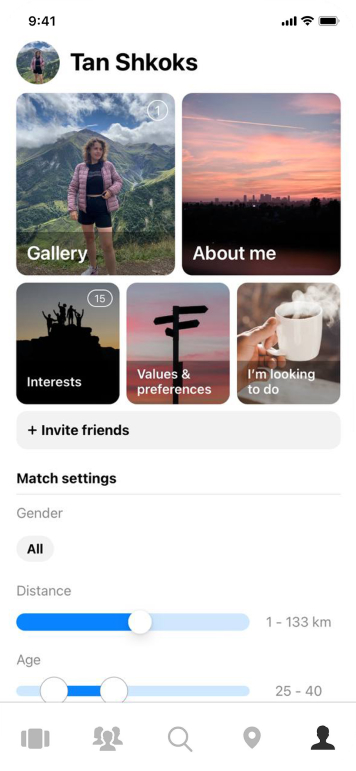 9:41
Tan Shkoks
1
Gallery
About me
15
Interests
Values &
preferences
I'm looking
to do
+ Invite friends
Match settings
Gender
All
Distance
1 - 133 km
Age
25 - 40